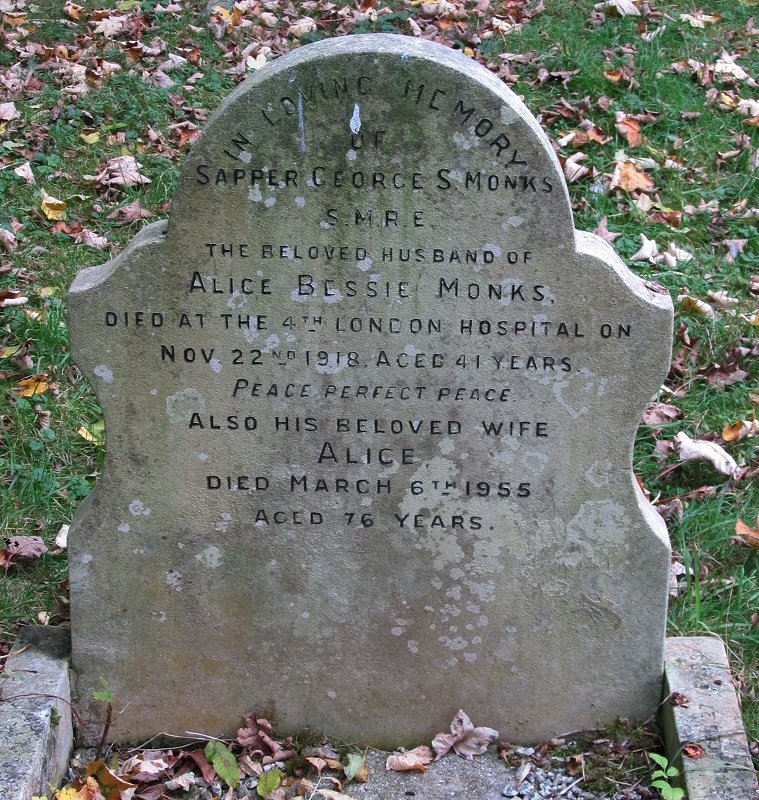 IN LOVING MEMORY
OF
SAPPER GEORGE S. MONKS
S.M.R.E.
THE BELOVED HUSBAND OF
ALICE BESSIE MONKS,
DIED AT THE 4TH LONDON HOSPITAL ON
NOV. 22ND 1918. AGED 41 YEARS.
PEACE PERFECT PEACE.
ALSO HIS BELOVED WIFE
ALICE
DIED MARCH 6TH 1955
AGED 76 YEARS.